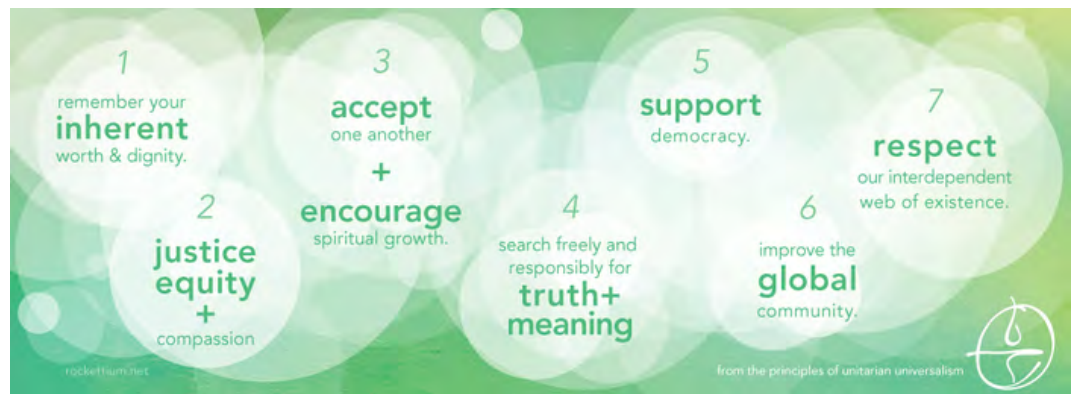 1
remember your
inherent
worth & dignity.
2
justice
equity
+
compassion
3
accept
one another
+
encourage
spiritual growth.
4
search freely and
responsibly for
truth+
meaning
5
support
democracy.
6
improve the
global
community.
7
respect
our interdependent
web of existence.
rockettium.net
from the principles of unitarian universalism